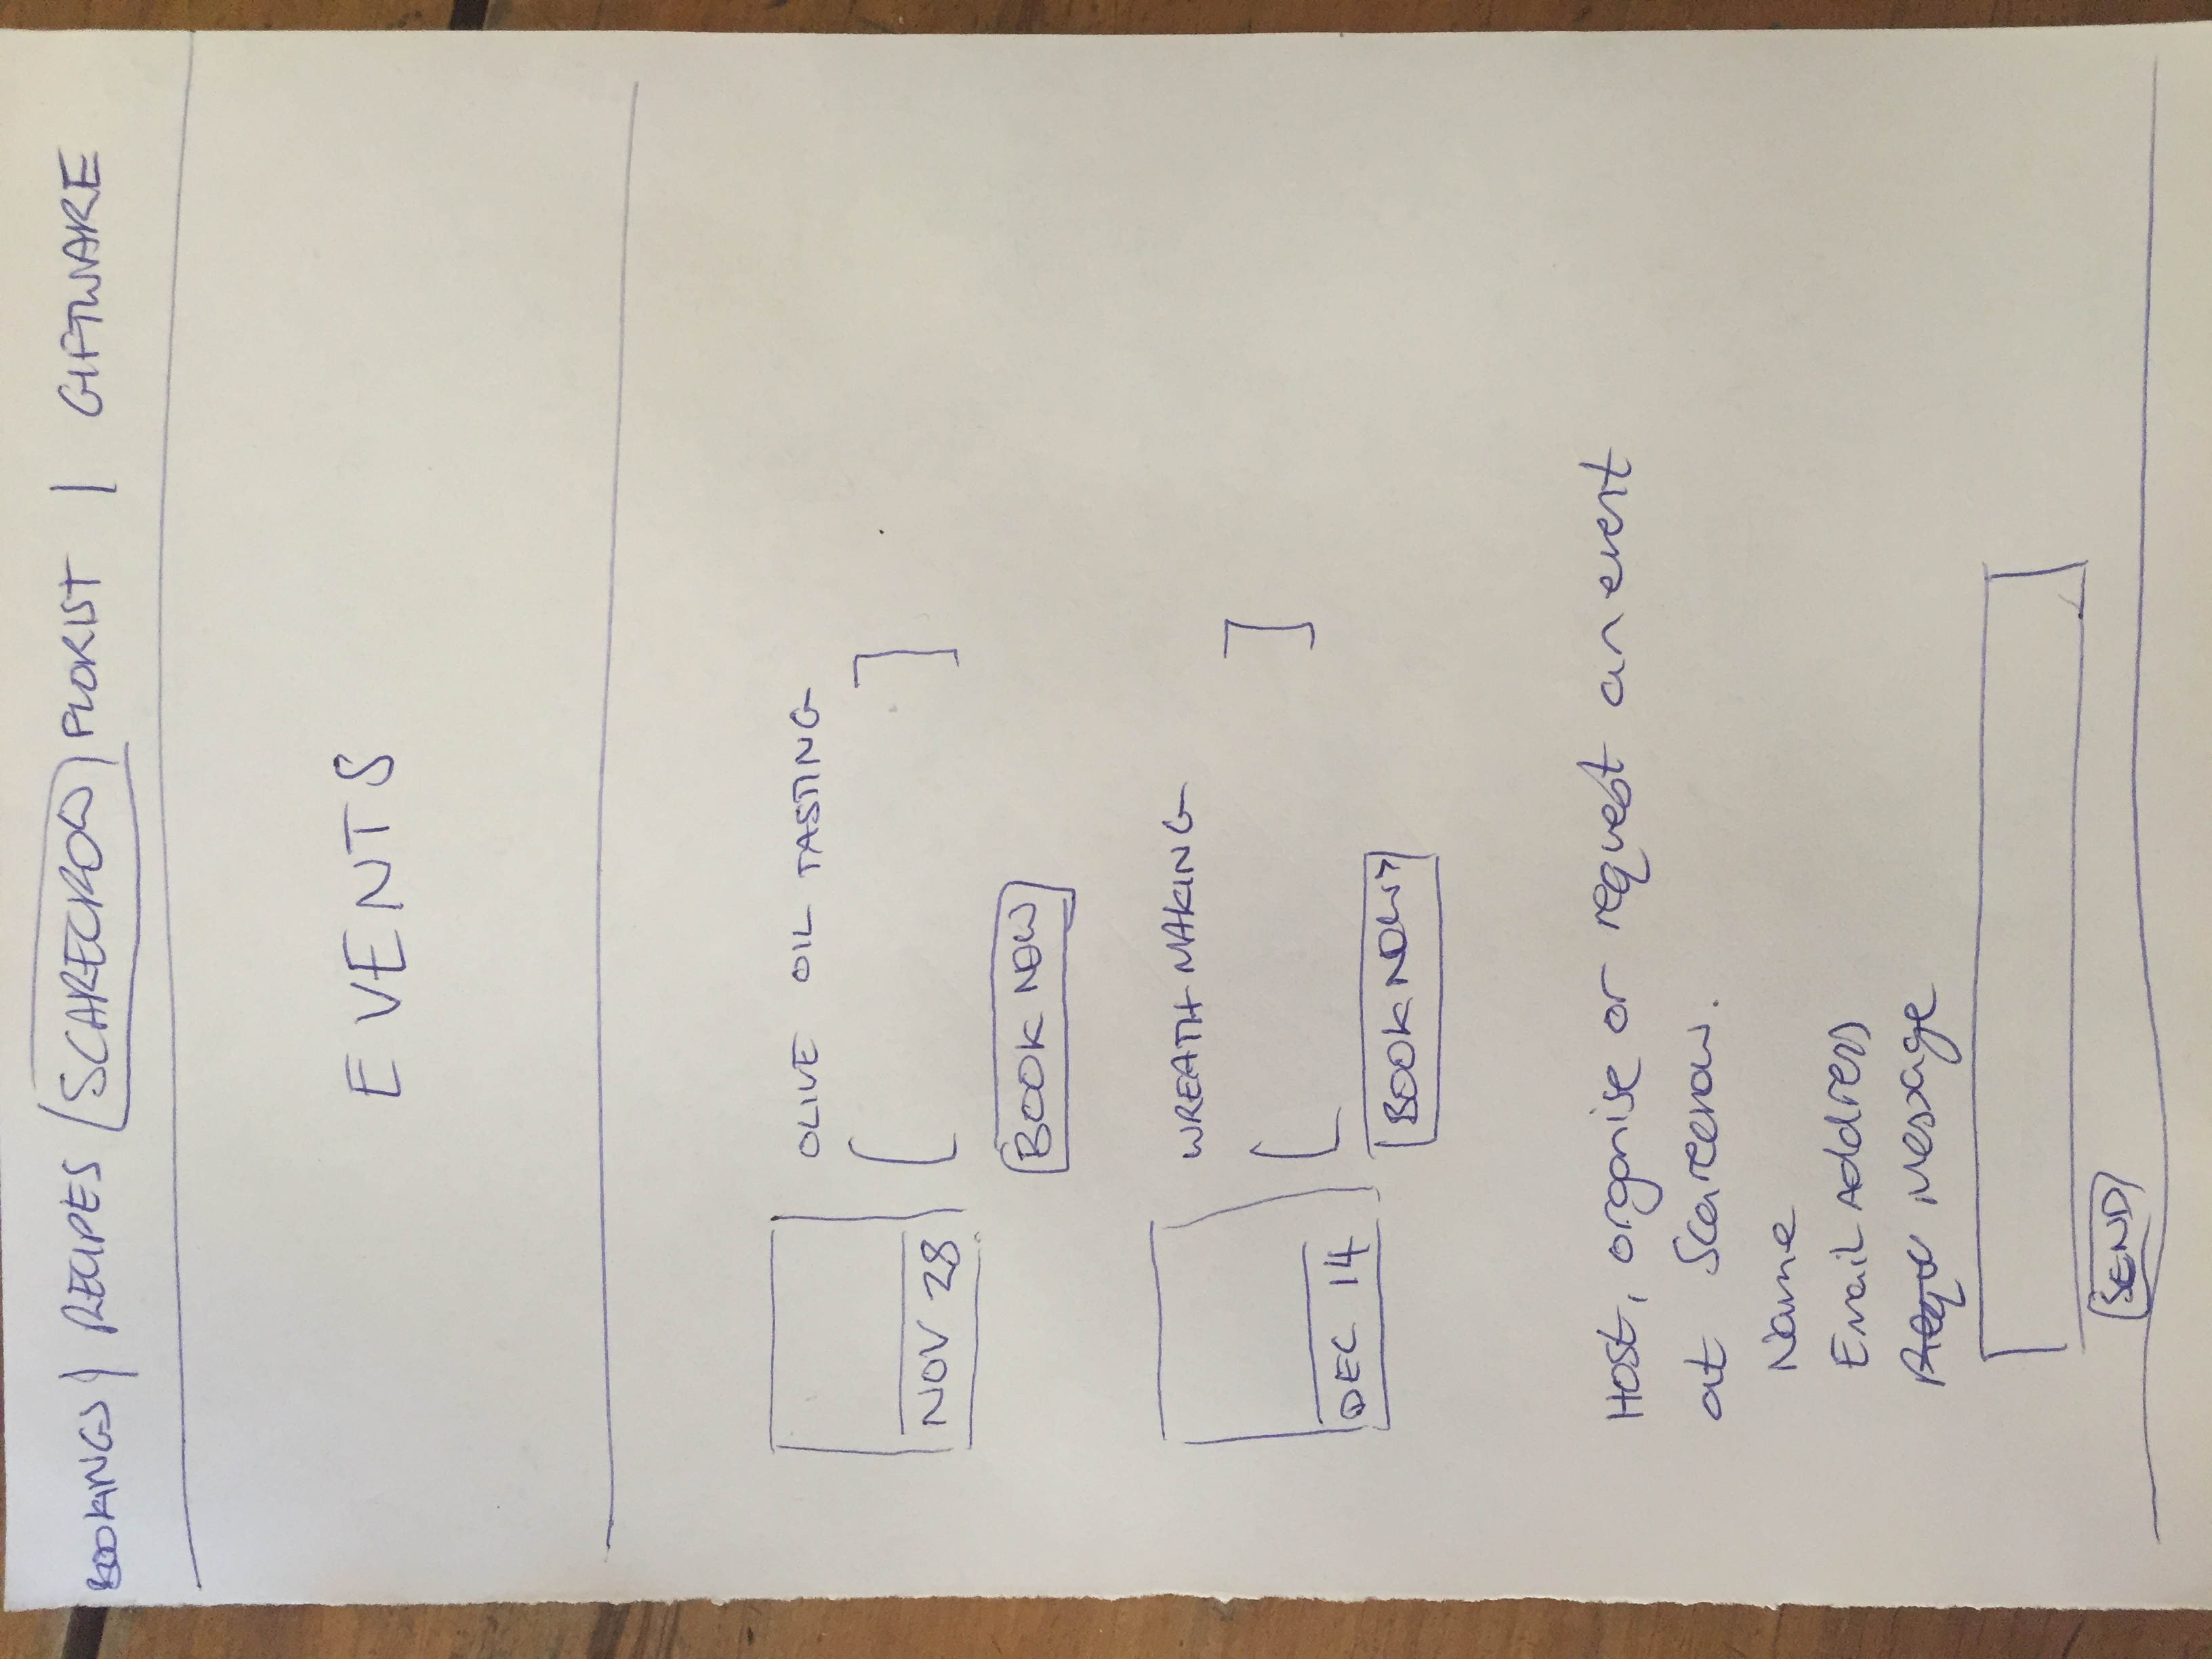 BOOKINGS | RECIPES SCARECROW FLORIST | GIFTWARE
EVENTS
OLIVE OIL TASTING
NOV 28
BOOK NOW
WREATH MAKING
DEC 14
BOOK NOW>
Host, organise or request an event
at Scarecrow.
Name
Email Address
Message
SEND